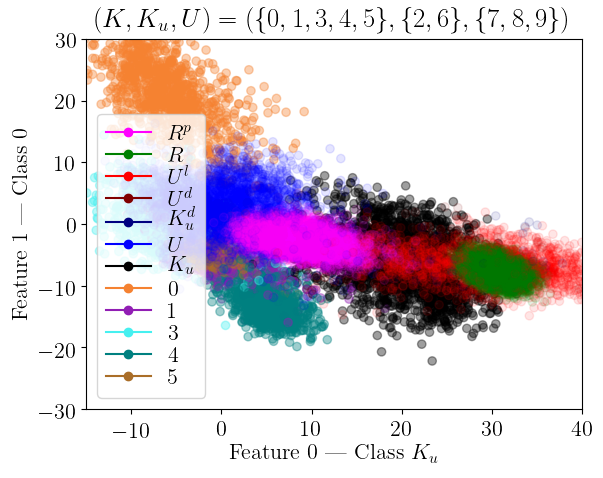 (K, K_u, U) = ({0, 1, 3, 4, 5}, {2, 6}, {7, 8, 9})
30
20
10
0
−10
−20
−30
Feature 1 — Class 0
R^p
R
U^l
U^d
K_u^d
U
K_u
0
1
3
4
5
−10 0 10 20 30 40
Feature 0 — Class K_u